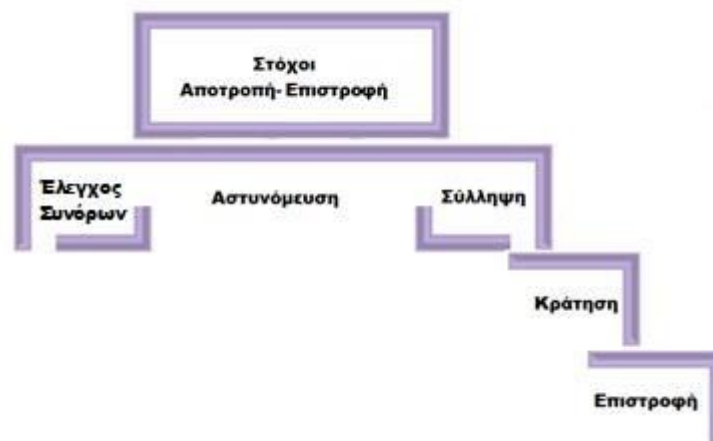 Στόχοι
Αποτροπή- Επιστροφή
Έλεγχος
Συνόρων
Αστυνόμευση
Σύλληψη
Κράτηση
Επιστροφή